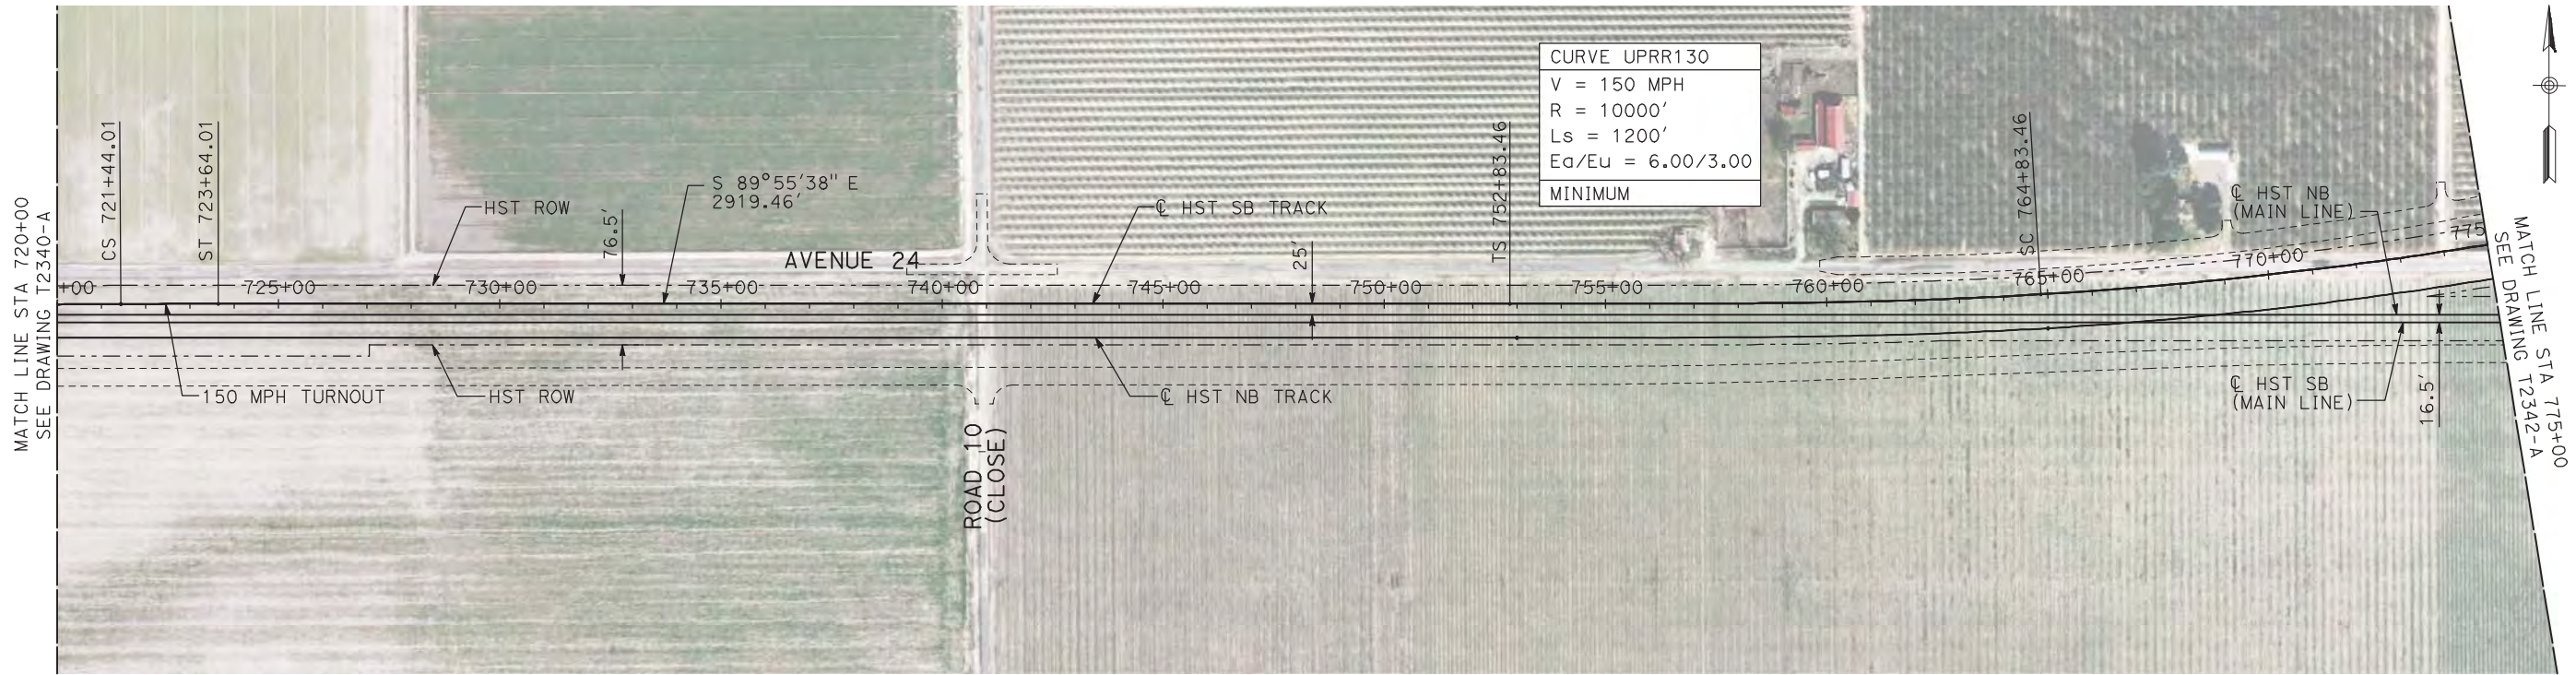 MATCH LINE STA 720+00
SEE DRAWING T2340-A
CS 721+44.01
ST 723+64.01
HST ROW
76.5'
S 89°55'38" E
2919.46'
AVENUE 24
℄ HST SB TRACK
25'
TS 752+83.46
CURVE UPRR130
V = 150 MPH
R = 10000'
Ls = 1200'
Ea/Eu = 6.00/3.00
MINIMUM
SC 764+83.46
℄ HST NB
(MAIN LINE)
+00
725+00
730+00
735+00
740+00
745+00
750+00
755+00
760+00
765+00
770+00
775
150 MPH TURNOUT
HST ROW
ROAD 10
(CLOSE)
℄ HST NB TRACK
℄ HST SB
(MAIN LINE)
16.5'
MATCH LINE STA 775+00
SEE DRAWING T2342-A